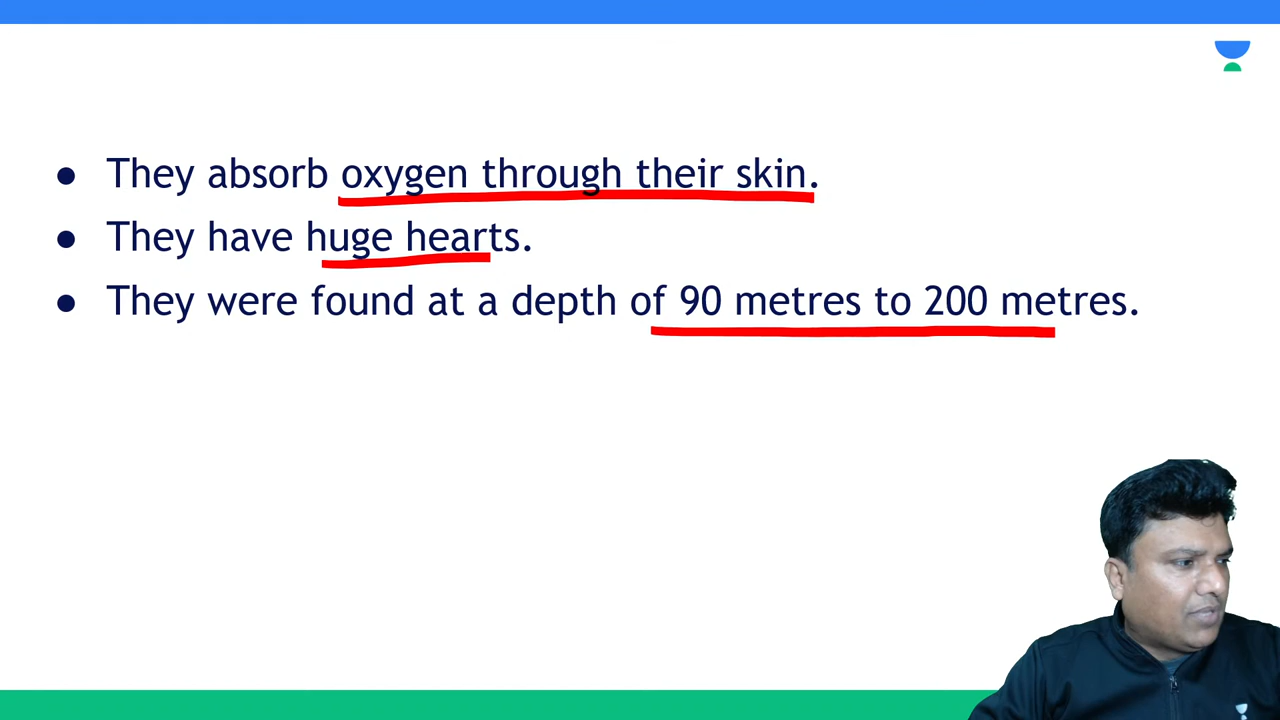 ● They absorb oxygen through their skin.
● They have huge hearts.
● They were found at a depth of 90 metres to 200 metres.